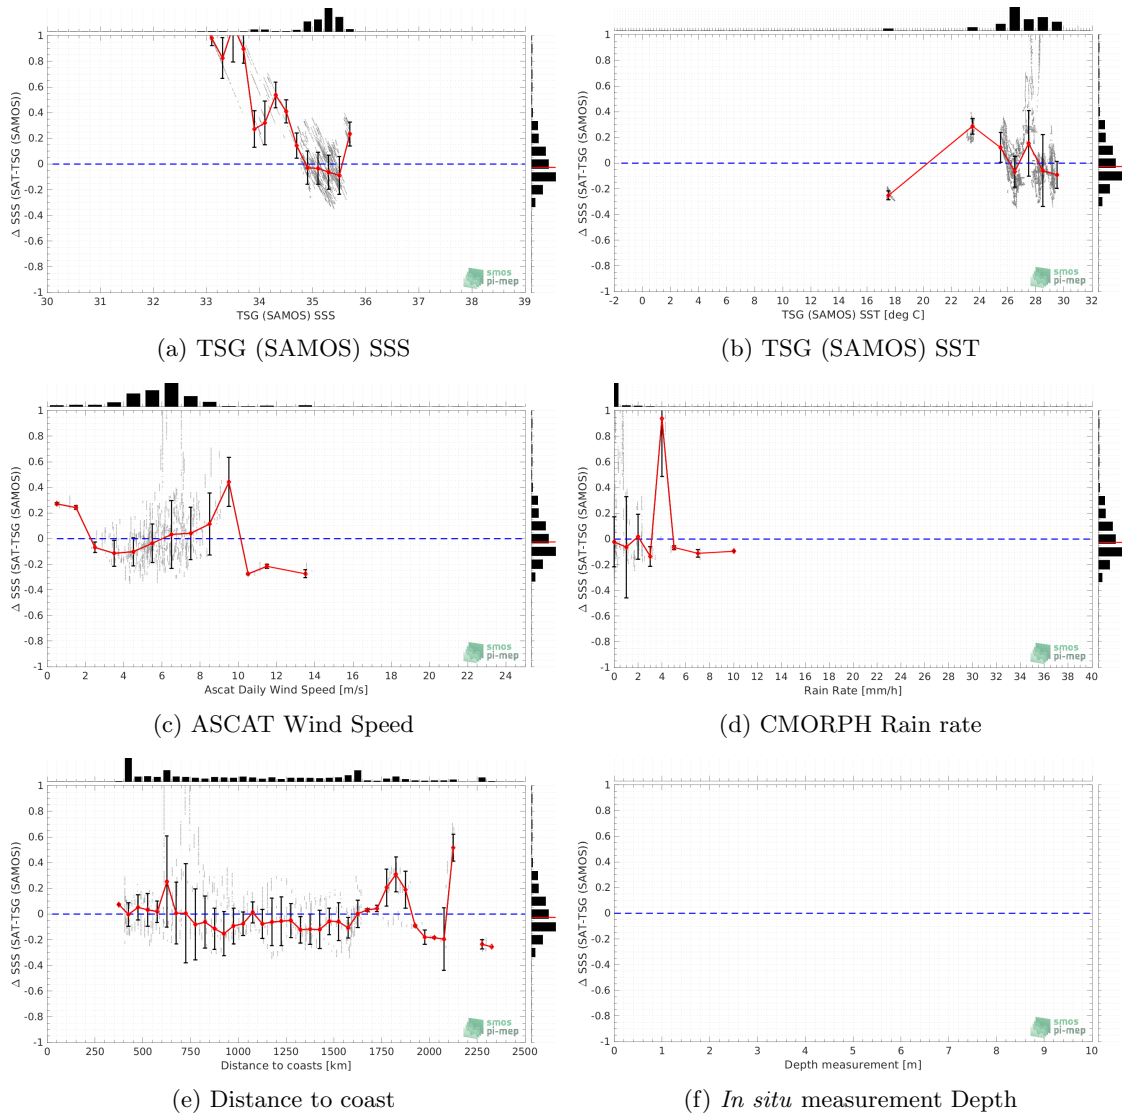 1
0.8
0.6
0.4
0.2
0
-0.2
-0.4
-0.6
-0.8
-1
Δ SSS (SAT-TSG (SAMOS))
30 31 32 33 34 35 36 37 38 39
TSG (SAMOS) SSS
smos
pi-mep
(a) TSG (SAMOS) SSS
1
0.8
0.6
0.4
0.2
0
-0.2
-0.4
-0.6
-0.8
-1
Δ SSS (SAT-TSG (SAMOS))
-2 0 2 4 6 8 10 12 14 16 18 20 22 24 26 28 30 32
TSG (SAMOS) SST [deg C]
smos
pi-mep
(b) TSG (SAMOS) SST
1
0.8
0.6
0.4
0.2
0
-0.2
-0.4
-0.6
-0.8
-1
Δ SSS (SAT-TSG (SAMOS))
0 2 4 6 8 10 12 14 16 18 20 22 24
Ascat Daily Wind Speed [m/s]
smos
pi-mep
(c) ASCAT Wind Speed
1
0.8
0.6
0.4
0.2
0
-0.2
-0.4
-0.6
-0.8
-1
Δ SSS (SAT-TSG (SAMOS))
0 2 4 6 8 10 12 14 16 18 20 22 24 26 28 30 32 34 36 38 40
Rain Rate [mm/h]
smos
pi-mep
(d) CMORPH Rain rate
1
0.8
0.6
0.4
0.2
0
-0.2
-0.4
-0.6
-0.8
-1
Δ SSS (SAT-TSG (SAMOS))
0 250 500 750 1000 1250 1500 1750 2000 2250 2500
Distance to coasts [km]
smos
pi-mep
(e) Distance to coast
1
0.8
0.6
0.4
0.2
0
-0.2
-0.4
-0.6
-0.8
-1
Δ SSS (SAT-TSG (SAMOS))
0 1 2 3 4 5 6 7 8 9 10
Depth measurement [m]
smos
pi-mep
(f) In situ measurement Depth